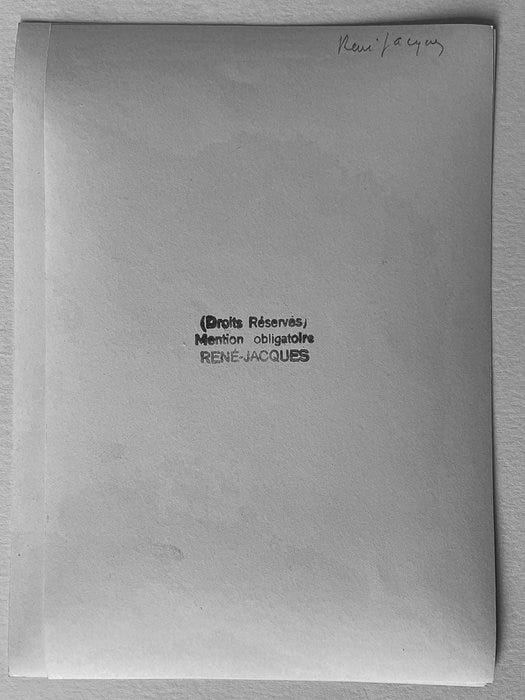 René Jacques
(Droits Réservés)
Mention obligatoire
RENÉ-JACQUES